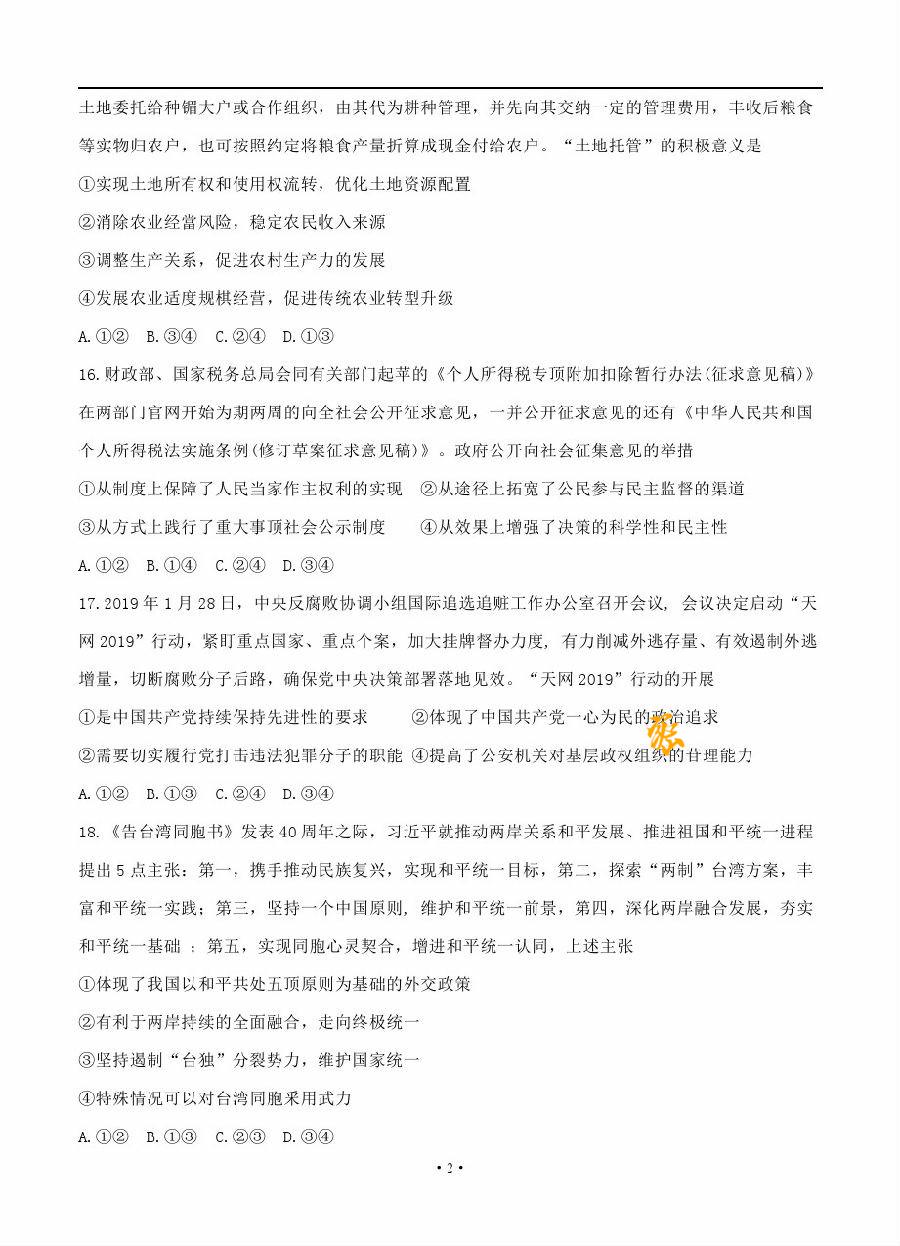 土地委托给种镅大户或合作组织，由其代为耕种管理，并先向其交纳一定的管理费用，丰收后粮食
等实物归农户，也可按照约定将粮食产量折算成现金付给农户。“土地托管”的积极意义是
①实现土地所有权和使用权流转，优化土地资源配置
②消除农业经营风险，稳定农民收入来源
③调整生产关系，促进农村生产力的发展
④发展农业适度规棋经营，促进传统农业转型升级
A.①② B.③④ C.②④ D.①③
16.财政部、国家税务总局会同有关部门起苹的《个人所得税专项附加扣除暂行办法(征求意见稿)》
在两部门官网开始为期两周的向全社会公开征求意见，一并公开征求意见的还有《中华人民共和国
个人所得税法实施条例(修订草案征求意见稿)》。政府公开向社会征集意见的举措
①从制度上保障了人民当家作主权利的实现 ②从途径上拓宽了公民参与民主监督的渠道
③从方式上践行了重大事顶社会公示制度 ④从效果上增强了决策的科学性和民主性
A.①② B.①④ C.②④ D.③④
17.2019年1月28日，中央反腐败协调小组国际追选追赃工作办公室召开会议，会议决定启动“天
网2019”行动，紧盯重点国家、重点个案，加大挂牌督办力度，有力削减外逃存量、有效遏制外逃
增量，切断腐败分子后路，确保党中央决策部署落地见效。“天网2019”行动的开展
①是中国共产党持续保持先进性的要求 ②体现了中国共产党一心为民的政治追求
②需要切实履行党打击违法犯罪分子的职能 ④提高了公安机关对基层政权组织的管理能力
A.①② B.①③ C.②④ D.③④
18.《告台湾同胞书》发表40周年之际，习近平就推动两岸关系和平发展、推进祖国和平统一进程
提出5点主张：第一，携手推动民族复兴，实现和平统一目标，第二，探索“两制”台湾方案，丰
富和平统一实践；第三，坚持一个中国原则，维护和平统一前景，第四，深化两岸融合发展，夯实
和平统一基础 ；第五，实现同胞心灵契合，增进和平统一认同，上述主张
①体现了我国以和平共处五顶原则为基础的外交政策
②有利于两岸持续的全面融合，走向终极统一
③坚持遏制“台独”分裂势力，维护国家统一
④特殊情况可以对台湾同胞采用武力
A.①② B.①③ C.②③ D.③④
·2·